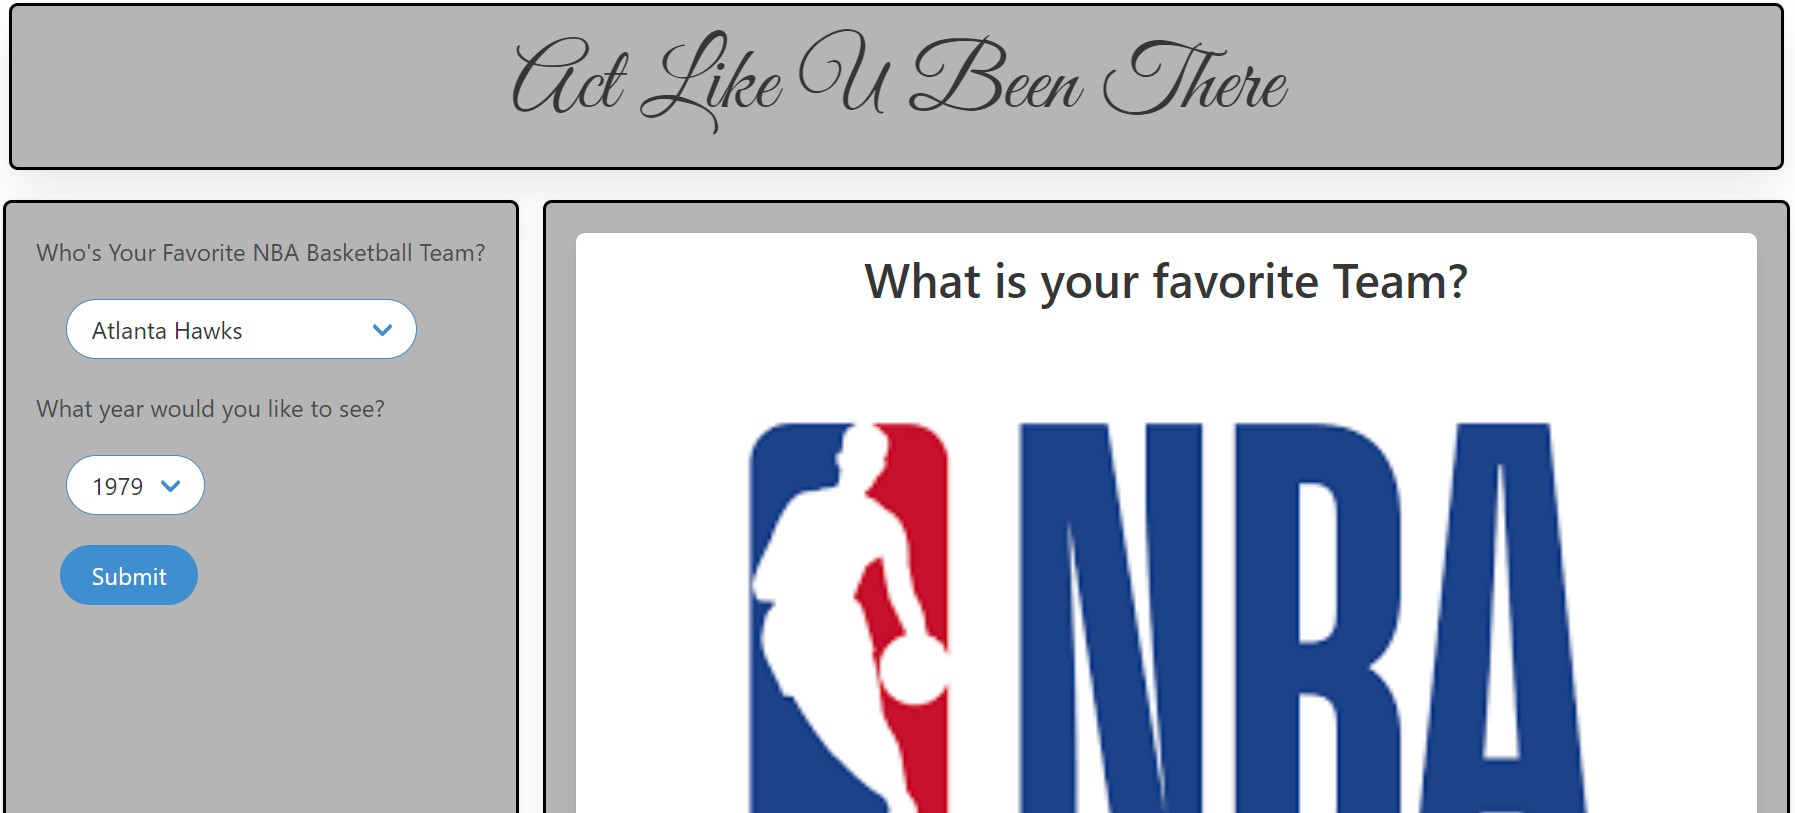 Act Like U Been There
Who's Your Favorite NBA Basketball Team?
Atlanta Hawks
What year would you like to see?
1979
Submit
What is your favorite Team?
NBA